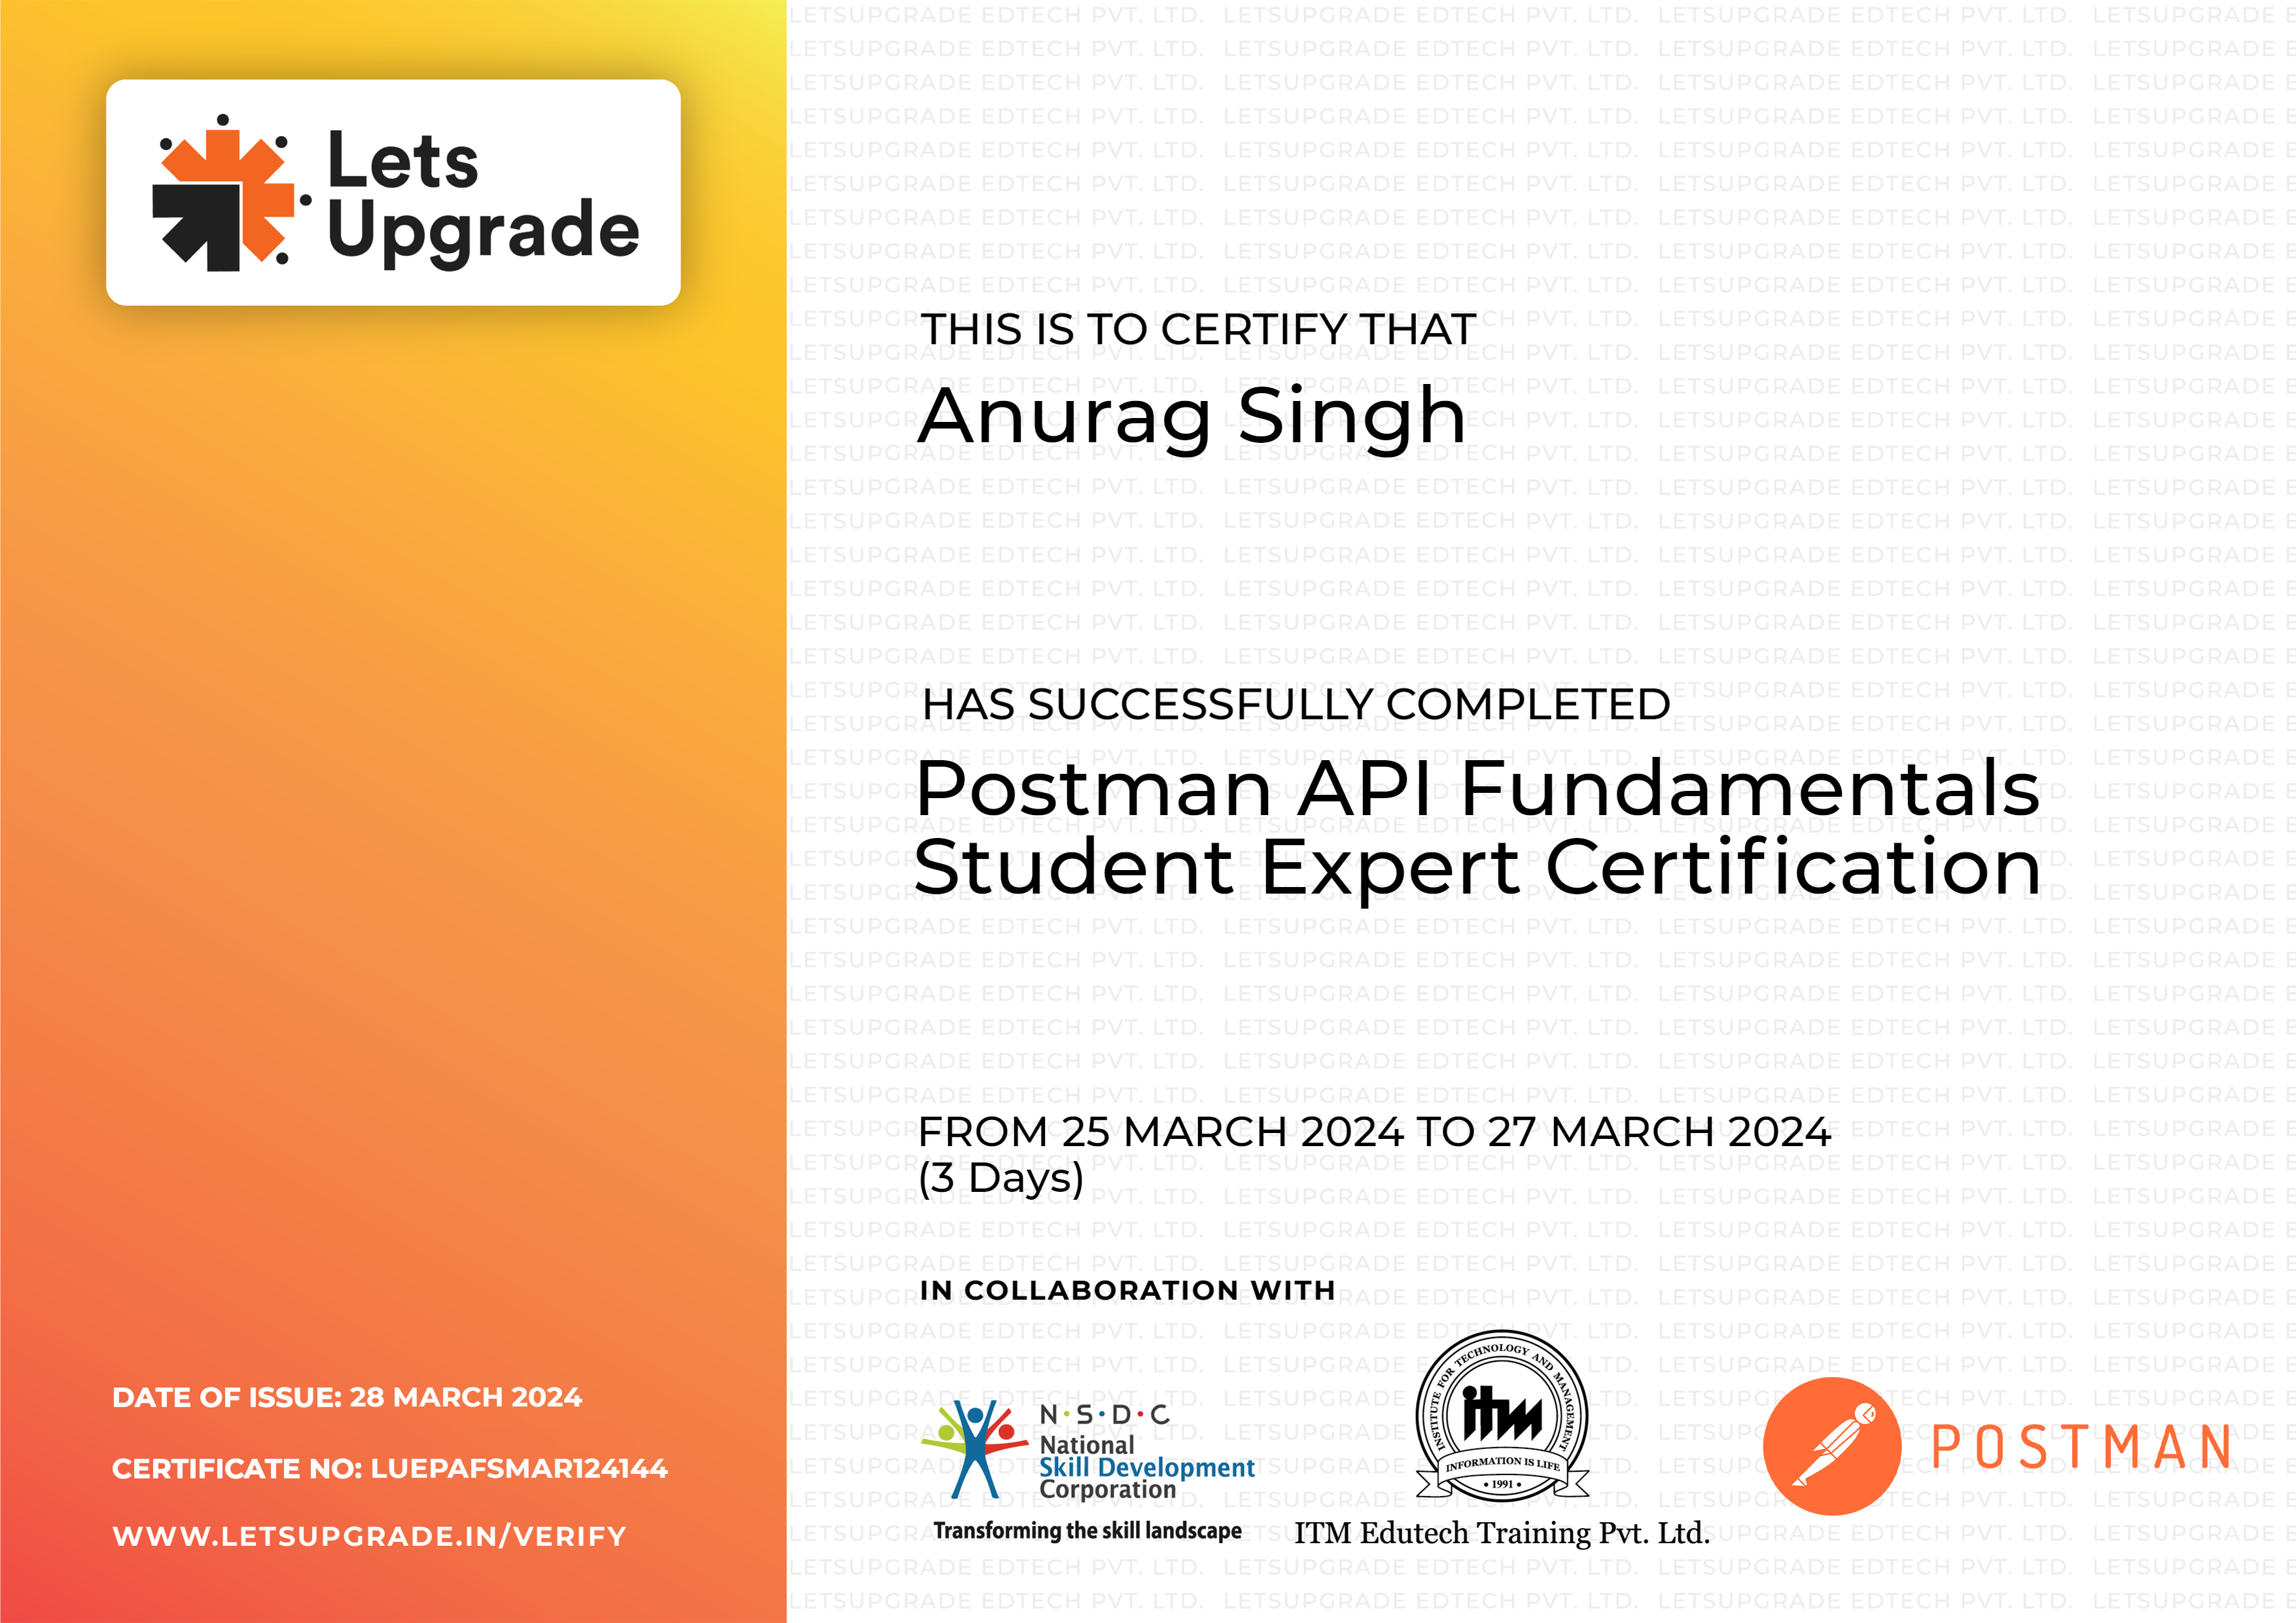 Lets
Upgrade
THIS IS TO CERTIFY THAT
Anurag Singh
HAS SUCCESSFULLY COMPLETED
Postman API Fundamentals
Student Expert Certification
FROM 25 MARCH 2024 TO 27 MARCH 2024
(3 Days)
IN COLLABORATION WITH
N·S·D·C
National
Skill Development
Corporation
Transforming the skill landscape
INSTITUTE FOR TECHNOLOGY AND MANAGEMENT
itm
INFORMATION IS LIFE
• 1991 •
ITM Edutech Training Pvt. Ltd.
POSTMAN
DATE OF ISSUE: 28 MARCH 2024
CERTIFICATE NO: LUEPAFSMAR124144
WWW.LETSUPGRADE.IN/VERIFY
LETSUPGRADE EDTECH PVT. LTD.